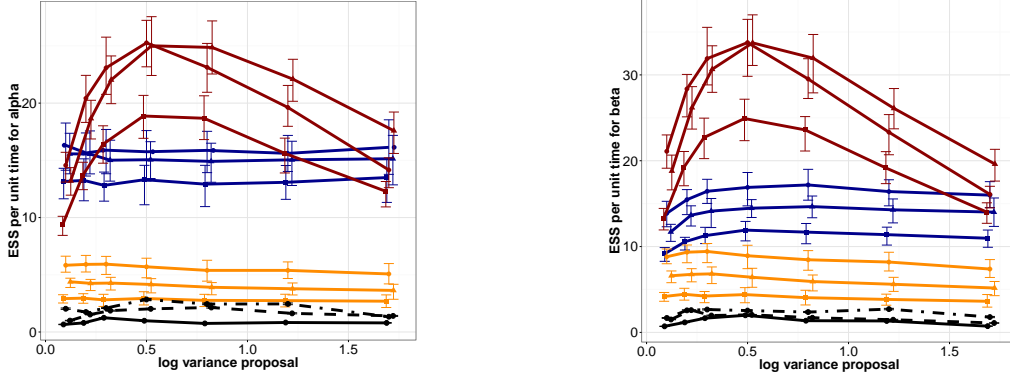 ESS per unit time for alpha
20
10
0
0.0 0.5 1.0 1.5
log variance proposal
ESS per unit time for beta
30
20
10
0
0.0 0.5 1.0 1.5
log variance proposal